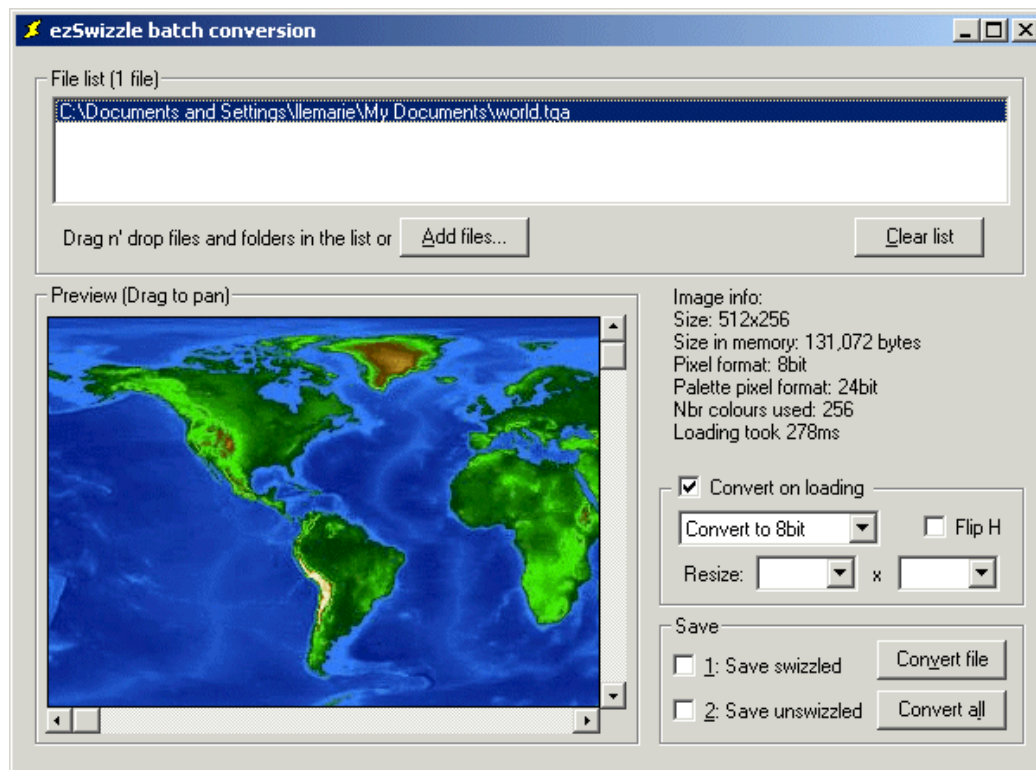 ezSwizzle batch conversion
File list (1 file)
C:\Documents and Settings\llemarie\My Documents\world.tga
Drag n' drop files and folders in the list or
Add files...
Clear list
Preview (Drag to pan)
Image info:
Size: 512x256
Size in memory: 131,072 bytes
Pixel format: 8bit
Palette pixel format: 24bit
Nbr colours used: 256
Loading took 278ms
Convert on loading
Convert to 8bit
Flip H
Resize:
x
Save
1: Save swizzled
Convert file
2: Save unswizzled
Convert all